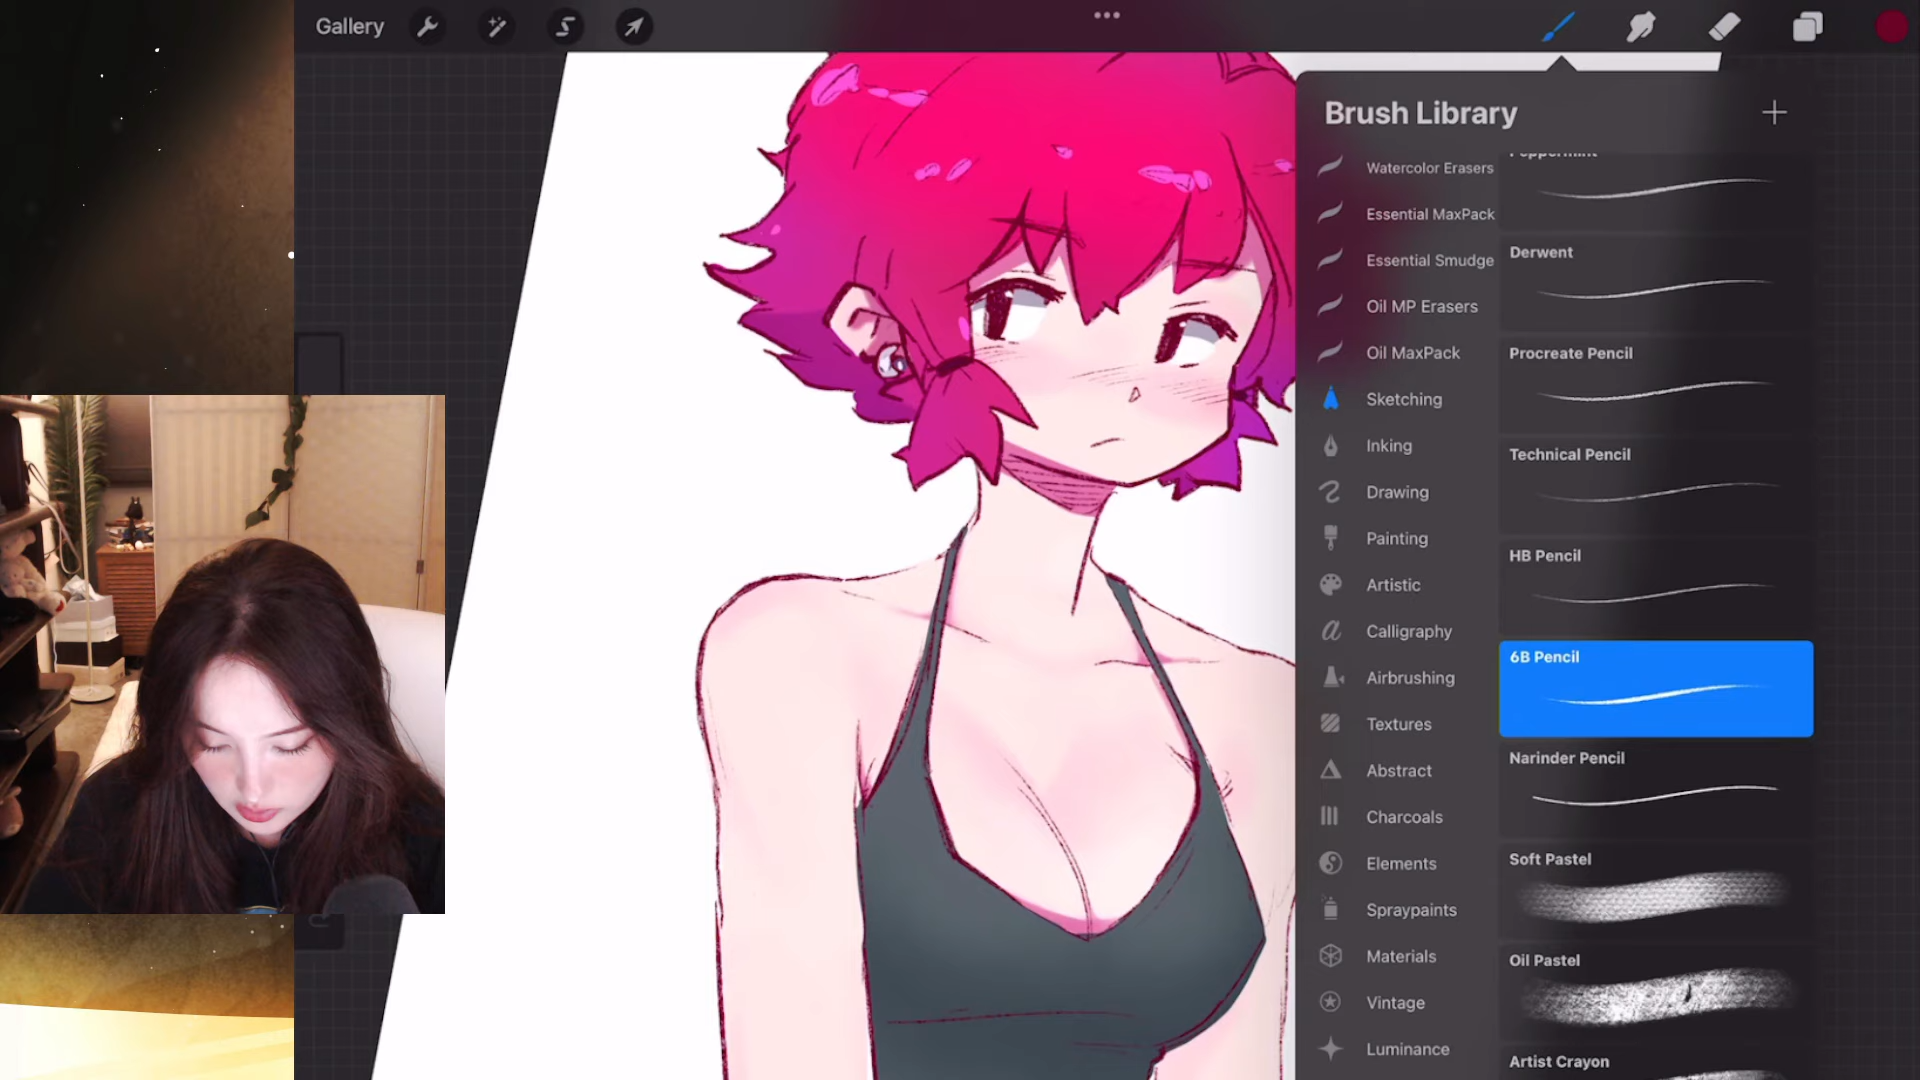 Gallery
Brush Library
Watercolor Erasers
Essential MaxPack
Essential Smudge
Oil MP Erasers
Oil MaxPack
Sketching
Inking
Drawing
Painting
Artistic
Calligraphy
Airbrushing
Textures
Abstract
Charcoals
Elements
Spraypaints
Materials
Vintage
Luminance
Peppermint
Derwent
Procreate Pencil
Technical Pencil
HB Pencil
6B Pencil
Narinder Pencil
Soft Pastel
Oil Pastel
Artist Crayon